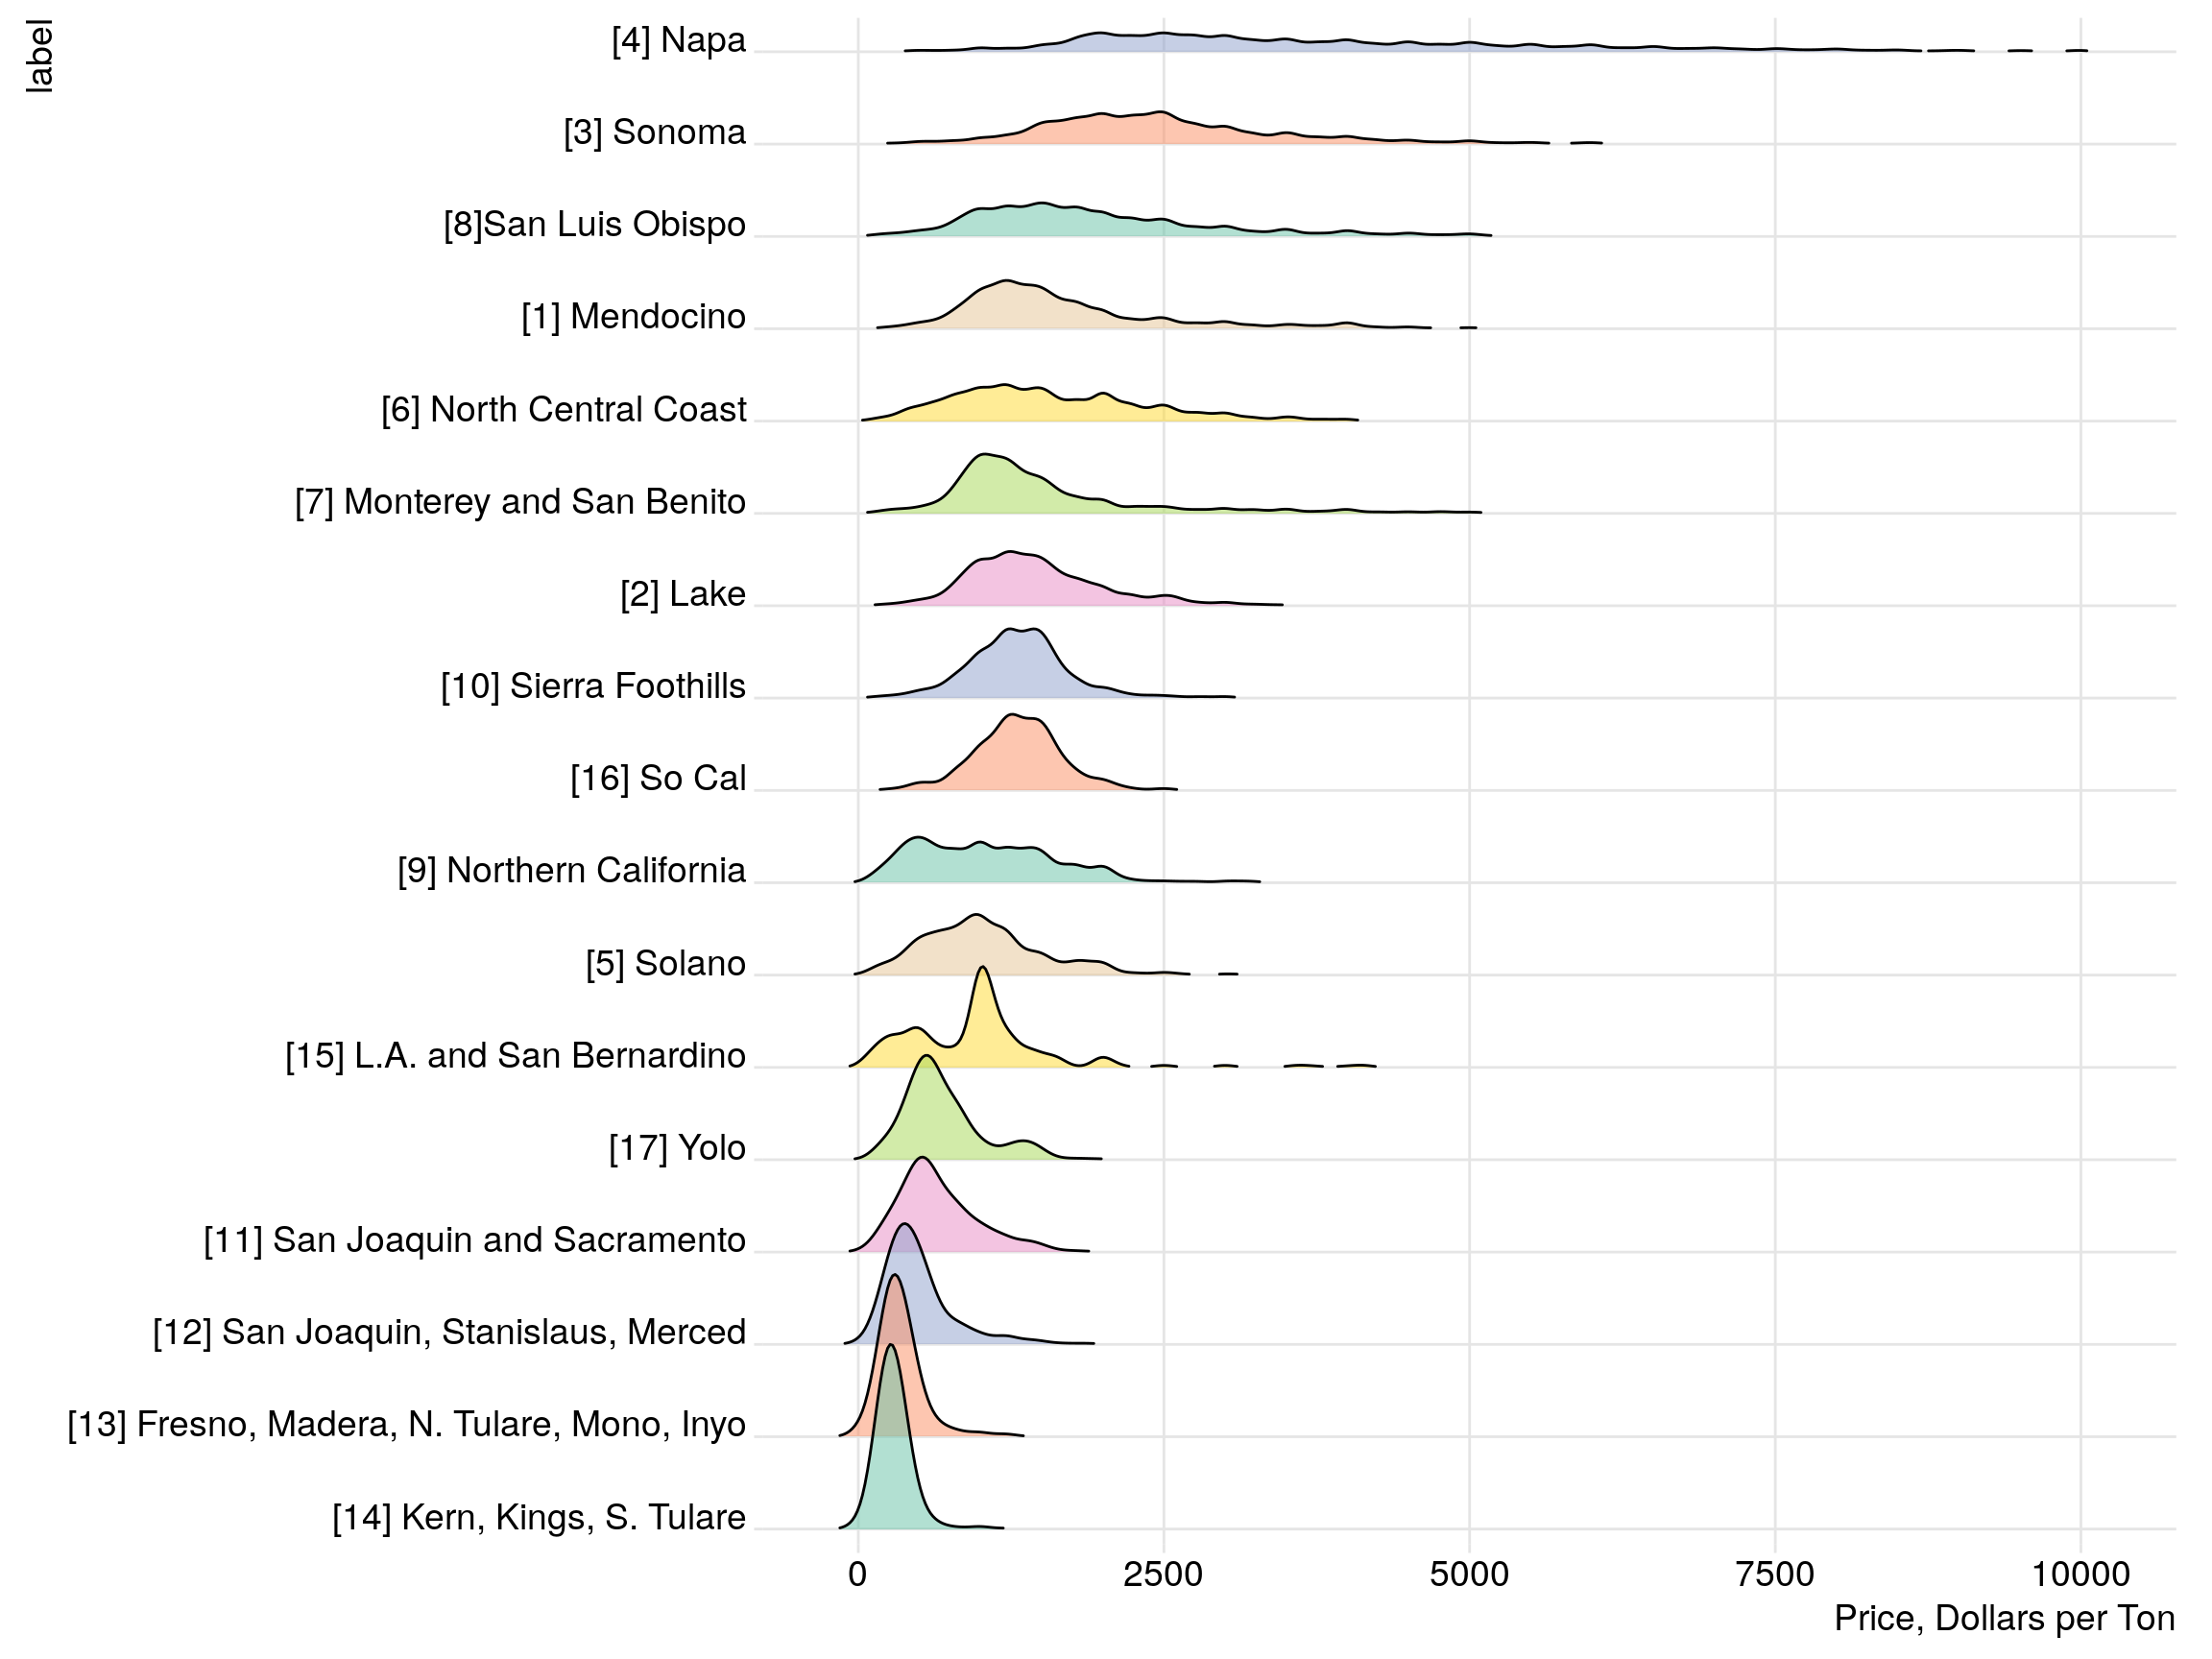 label
[4] Napa
[3] Sonoma
[8]San Luis Obispo
[1] Mendocino
[6] North Central Coast
[7] Monterey and San Benito
[2] Lake
[10] Sierra Foothills
[16] So Cal
[9] Northern California
[5] Solano
[15] L.A. and San Bernardino
[17] Yolo
[11] San Joaquin and Sacramento
[12] San Joaquin, Stanislaus, Merced
[13] Fresno, Madera, N. Tulare, Mono, Inyo
[14] Kern, Kings, S. Tulare
0 2500 5000 7500 10000
Price, Dollars per Ton